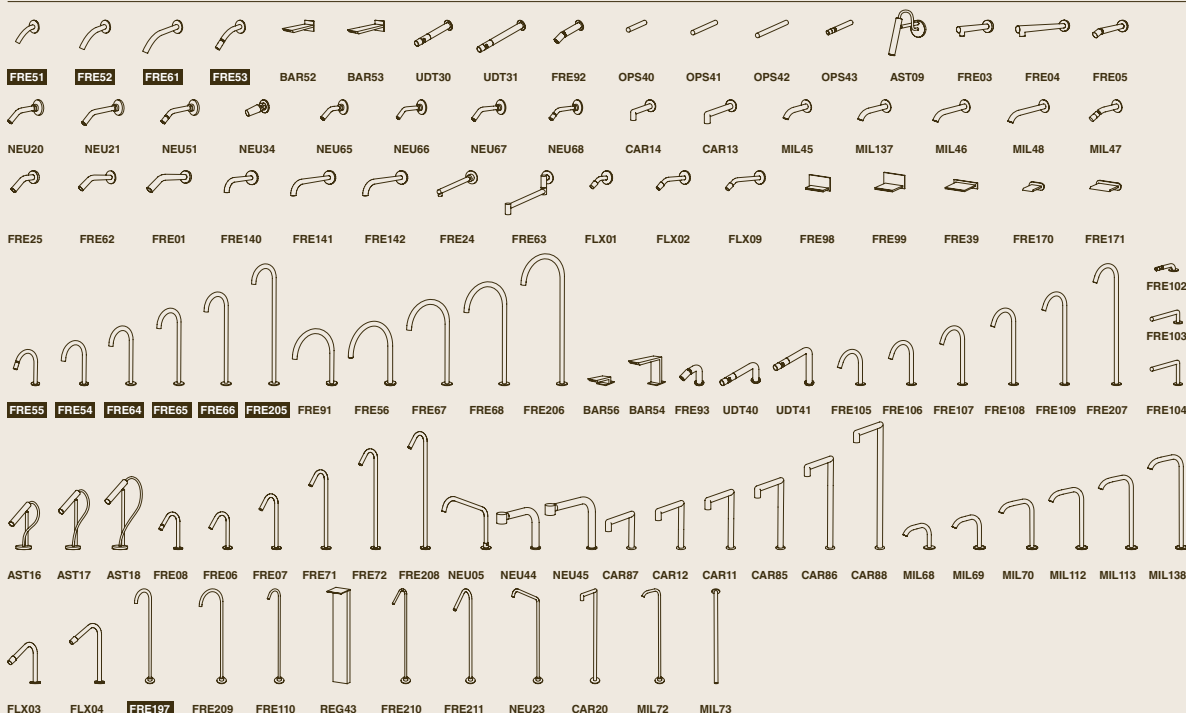 FRE51 FRE52 FRE61 FRE53 BAR52 BAR53 UDT30 UDT31 FRE92 OPS40 OPS41 OPS42 OPS43 AST09 FRE03 FRE04 FRE05
NEU20 NEU21 NEU51 NEU34 NEU65 NEU66 NEU67 NEU68 CAR14 CAR13 MIL45 MIL137 MIL46 MIL48 MIL47
FRE25 FRE62 FRE01 FRE140 FRE141 FRE142 FRE24 FRE63 FLX01 FLX02 FLX09 FRE98 FRE99 FRE39 FRE170 FRE171
FRE102
FRE103
FRE55 FRE54 FRE64 FRE65 FRE66 FRE205 FRE91 FRE56 FRE67 FRE68 FRE206 BAR56 BAR54 FRE93 UDT40 UDT41 FRE105 FRE106 FRE107 FRE108 FRE109 FRE207 FRE104
AST16 AST17 AST18 FRE08 FRE06 FRE07 FRE71 FRE72 FRE208 NEU05 NEU44 NEU45 CAR87 CAR12 CAR11 CAR85 CAR86 CAR88 MIL68 MIL69 MIL70 MIL112 MIL113 MIL138
FLX03 FLX04 FRE197 FRE209 FRE110 REG43 FRE210 FRE211 NEU23 CAR20 MIL72 MIL73